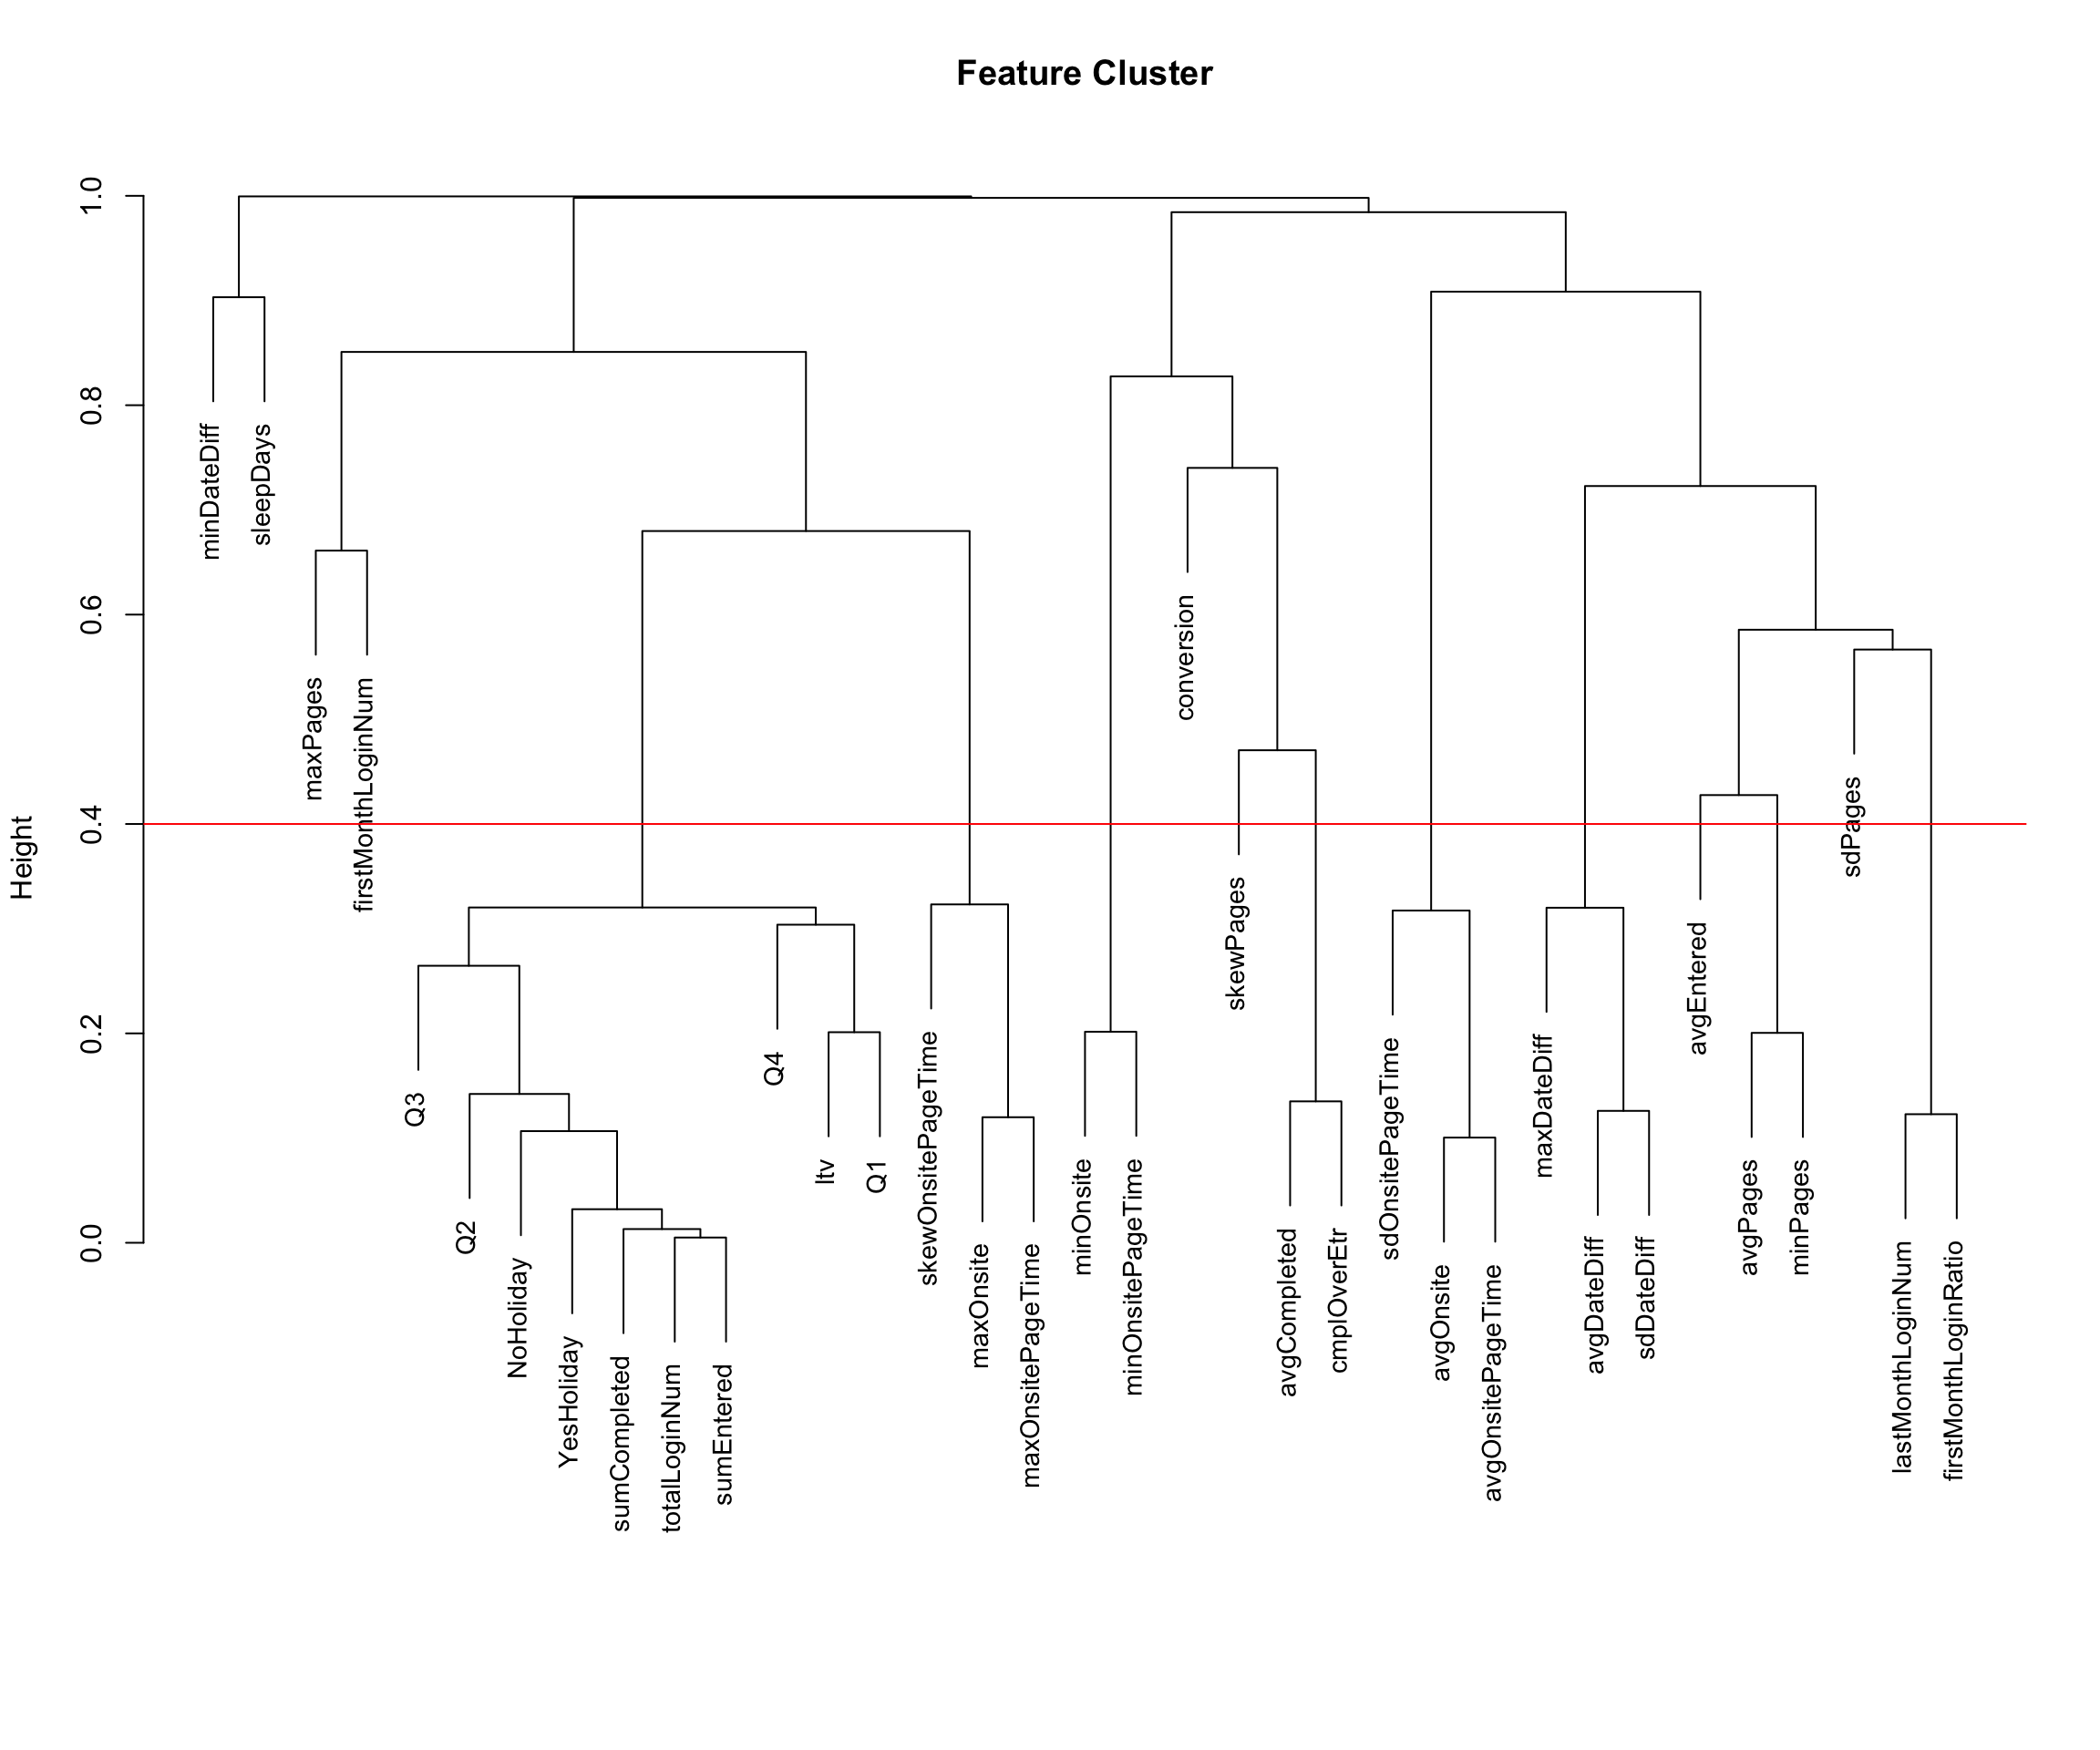 Feature Cluster
Height
1.0
0.8
0.6
0.4
0.2
0.0
minDateDiff
sleepDays
maxPages
firstMonthLoginNum
Q3
Q2
NoHoliday
YesHoliday
sumCompleted
totalLoginNum
sumEntered
Q4
ltv
Q1
skewOnsitePageTime
maxOnsite
maxOnsitePageTime
minOnsite
minOnsitePageTime
conversion
skewPages
avgCompleted
cmplOverEtr
sdOnsitePageTime
avgOnsite
avgOnsitePageTime
maxDateDiff
avgDateDiff
sdDateDiff
avgEntered
avgPages
minPages
sdPages
lastMonthLoginNum
firstMonthLoginRatio